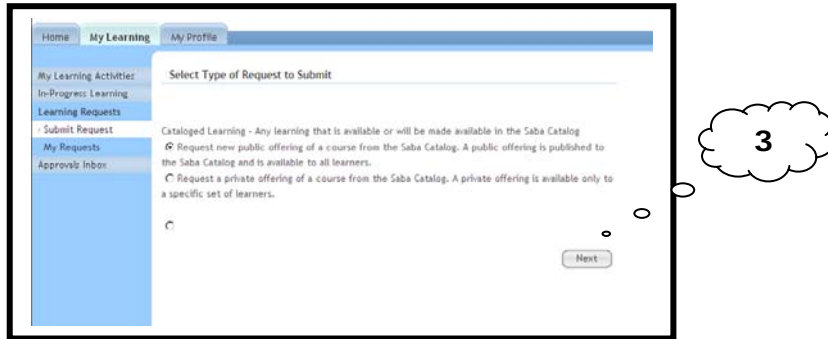 Home My Learning My Profile
My Learning Activities
In-Progress Learning
Learning Requests
- Submit Request
My Requests
Approvals Inbox
Select Type of Request to Submit
Cataloged Learning - Any learning that is available or will be made available in the Saba Catalog
Request new public offering of a course from the Saba Catalog. A public offering is published to
the Saba Catalog and is available to all learners.
Request a private offering of a course from the Saba Catalog. A private offering is available only to
a specific set of learners.
Next
3